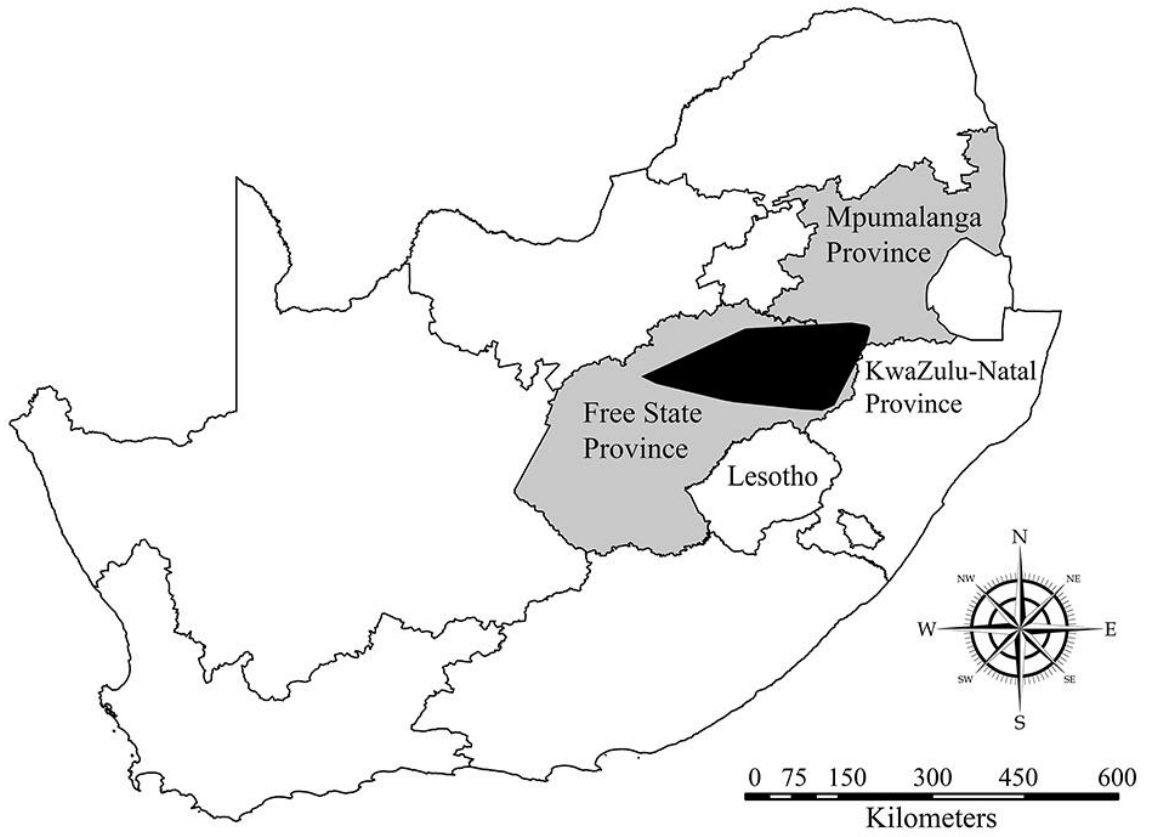 Mpumalanga
Province
KwaZulu-Natal
Province
Free State
Province
Lesotho
N
NW
NE
W
E
SW
SE
S
0 75 150 300 450 600
Kilometers